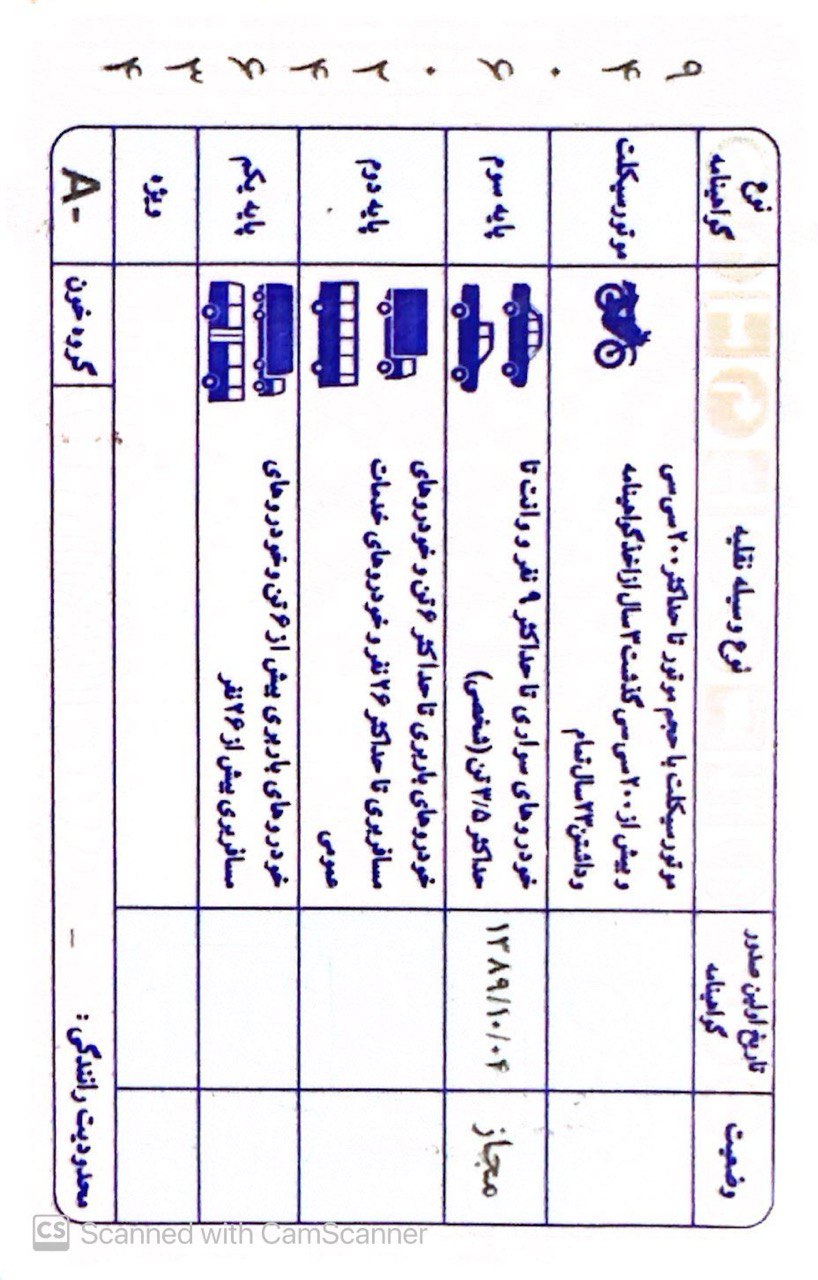 ۹۴۰۶۰۲۴۶۳۴
نوع گواهینامه
نوع وسیله نقلیه
تاریخ اولین صدور گواهینامه
وضعیت
موتورسیکلت
موتورسیکلت با حجم موتور تا حداکثر ۲۰۰ سی سی
و بیش از ۲۰۰ سی سی گذشت ۳ سال از اخذ گواهینامه
و داشتن ۲۳ سال تمام
پایه سوم
خودروهای سواری تا حداکثر ۹ نفر و وانت تا
حداکثر ۳/۵ تن (شخصی)
۱۳۸۹/۱۰/۰۴
مجاز
پایه دوم
خودروهای باربری تا حداکثر ۶ تن و خودروهای
مسافربری تا حداکثر ۲۶ نفر و خودروهای خدمات
عمومی
پایه یکم
خودروهای باربری بیش از ۶ تن و خودروهای
مسافربری بیش از ۲۶ نفر
ویژه
A-
گروه خون
محدودیت رانندگی : -
CS Scanned with CamScanner